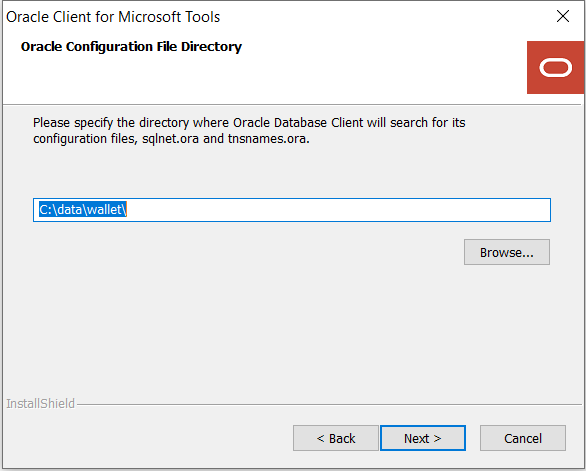 Oracle Client for Microsoft Tools
Oracle Configuration File Directory
Please specify the directory where Oracle Database Client will search for its
configuration files, sqlnet.ora and tnsnames.ora.
C:\data\wallet\
Browse...
InstallShield
< Back
Next >
Cancel